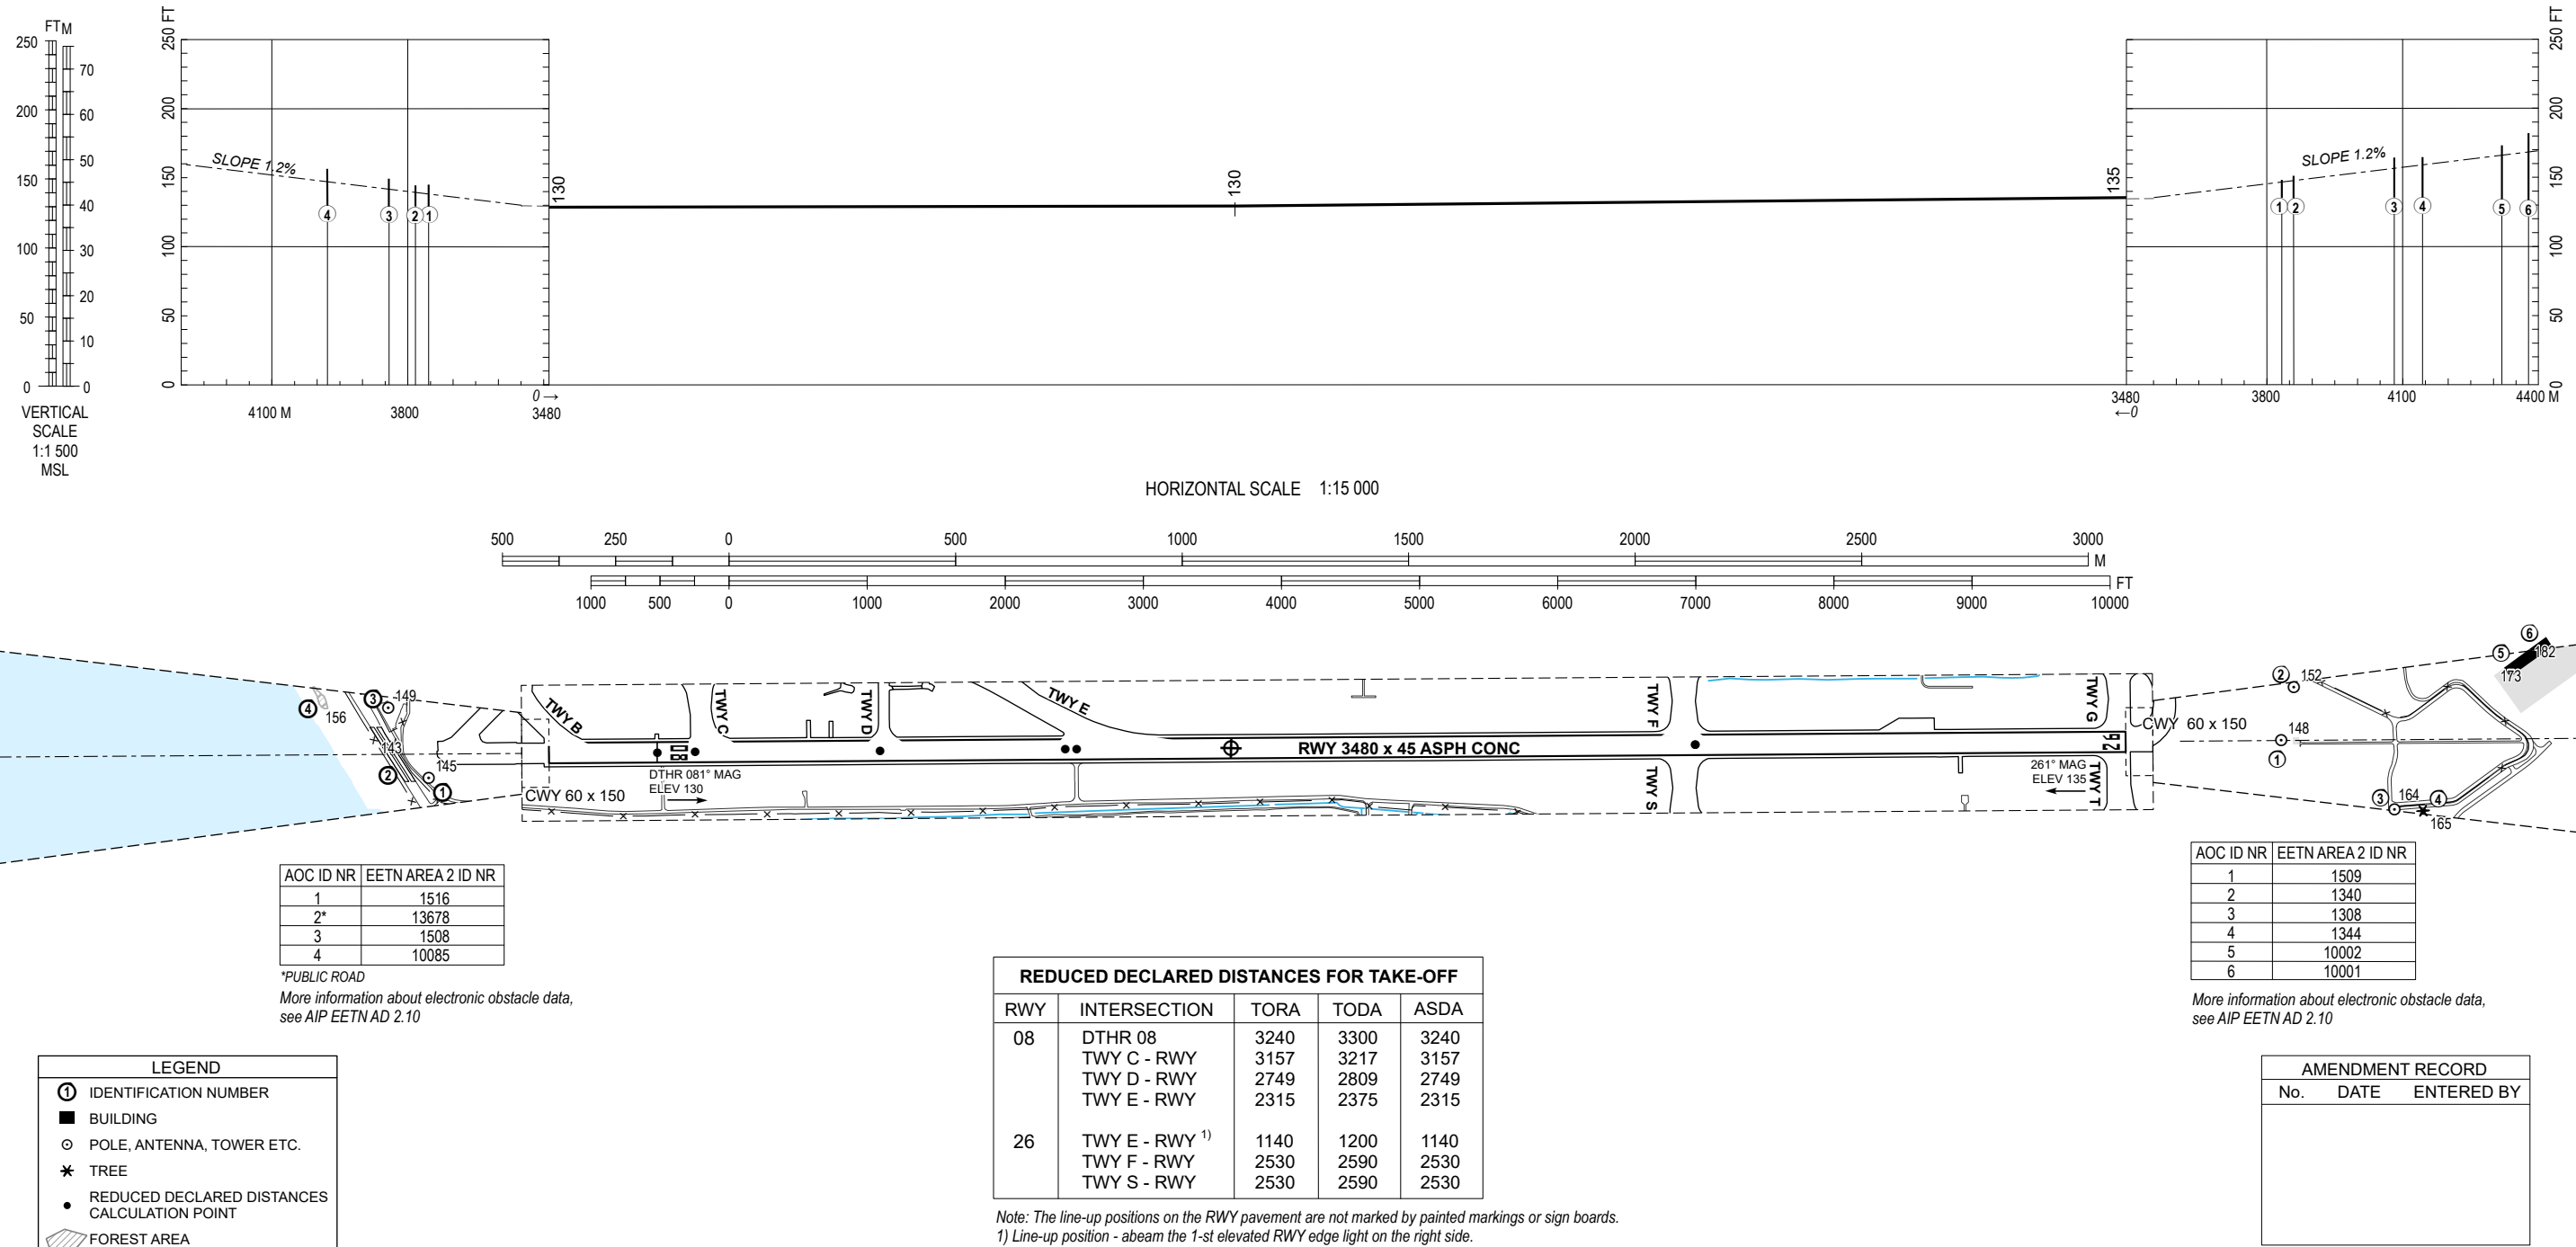 FT M
250
200
150
100
50
0
70
60
50
40
30
20
10
0
VERTICAL
SCALE
1:1 500
MSL
250 FT
200
150
100
50
0
SLOPE 1.2%
4 3 2 1
4100 M 3800 3480
0→
130
130
135
SLOPE 1.2%
1 2 3 4 5 6
250 FT
200
150
100
50
0
3480 3800 4100 4400 M
←0
HORIZONTAL SCALE 1:15 000
500 250 0 500 1000 1500 2000 2500 3000
M
FT
1000 500 0 1000 2000 3000 4000 5000 6000 7000 8000 9000 10000
4 156
3 149
143
2
145
1
TWY B
TWY C
TWY D
TWY E
TWY F
TWY G
TWY S
TWY T
08
RWY 3480 x 45 ASPH CONC
26
DTHR 081° MAG
ELEV 130
CWY 60 x 150
261° MAG
ELEV 135
CWY 60 x 150
2 152
148
1
3 164 4
165
5
173
6
182
AOC ID NR EETN AREA 2 ID NR
1 1516
2* 13678
3 1508
4 10085
*PUBLIC ROAD
More information about electronic obstacle data,
see AIP EETN AD 2.10
AOC ID NR EETN AREA 2 ID NR
1 1509
2 1340
3 1308
4 1344
5 10002
6 10001
More information about electronic obstacle data,
see AIP EETN AD 2.10
REDUCED DECLARED DISTANCES FOR TAKE-OFF
RWY INTERSECTION TORA TODA ASDA
08 DTHR 08 3240 3300 3240
TWY C - RWY 3157 3217 3157
TWY D - RWY 2749 2809 2749
TWY E - RWY 2315 2375 2315
26 TWY E - RWY 1) 1140 1200 1140
TWY F - RWY 2530 2590 2530
TWY S - RWY 2530 2590 2530
Note: The line-up positions on the RWY pavement are not marked by painted markings or sign boards.
1) Line-up position - abeam the 1-st elevated RWY edge light on the right side.
LEGEND
1 IDENTIFICATION NUMBER
BUILDING
POLE, ANTENNA, TOWER ETC.
TREE
REDUCED DECLARED DISTANCES
CALCULATION POINT
FOREST AREA
AMENDMENT RECORD
No. DATE ENTERED BY